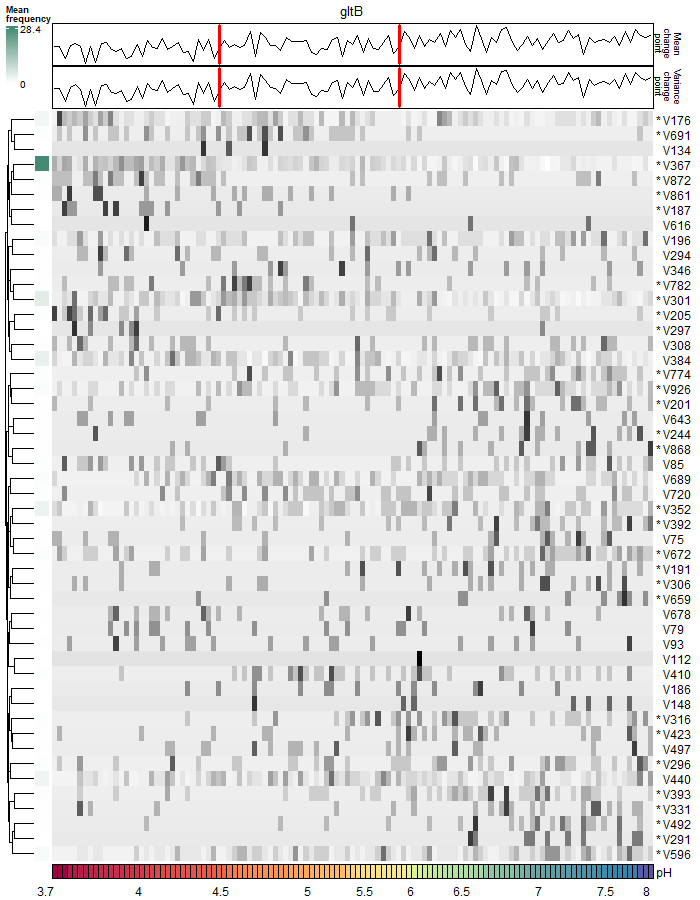 gltB
Mean
frequency
28.4
0
Mean
change
point
Variance
change
point
* V176
* V691
V134
* V367
* V872
* V861
* V187
V616
V196
V294
V346
* V782
* V301
* V205
* V297
V308
V384
* V774
* V926
* V201
V643
* V244
* V868
V85
V689
V720
* V352
* V392
V75
* V672
* V191
* V306
* V659
V678
V79
V93
V112
V410
V186
V148
* V316
* V423
V497
* V296
V440
* V393
* V331
* V492
* V291
* V596
pH
3.7 4 4.5 5 5.5 6 6.5 7 7.5 8